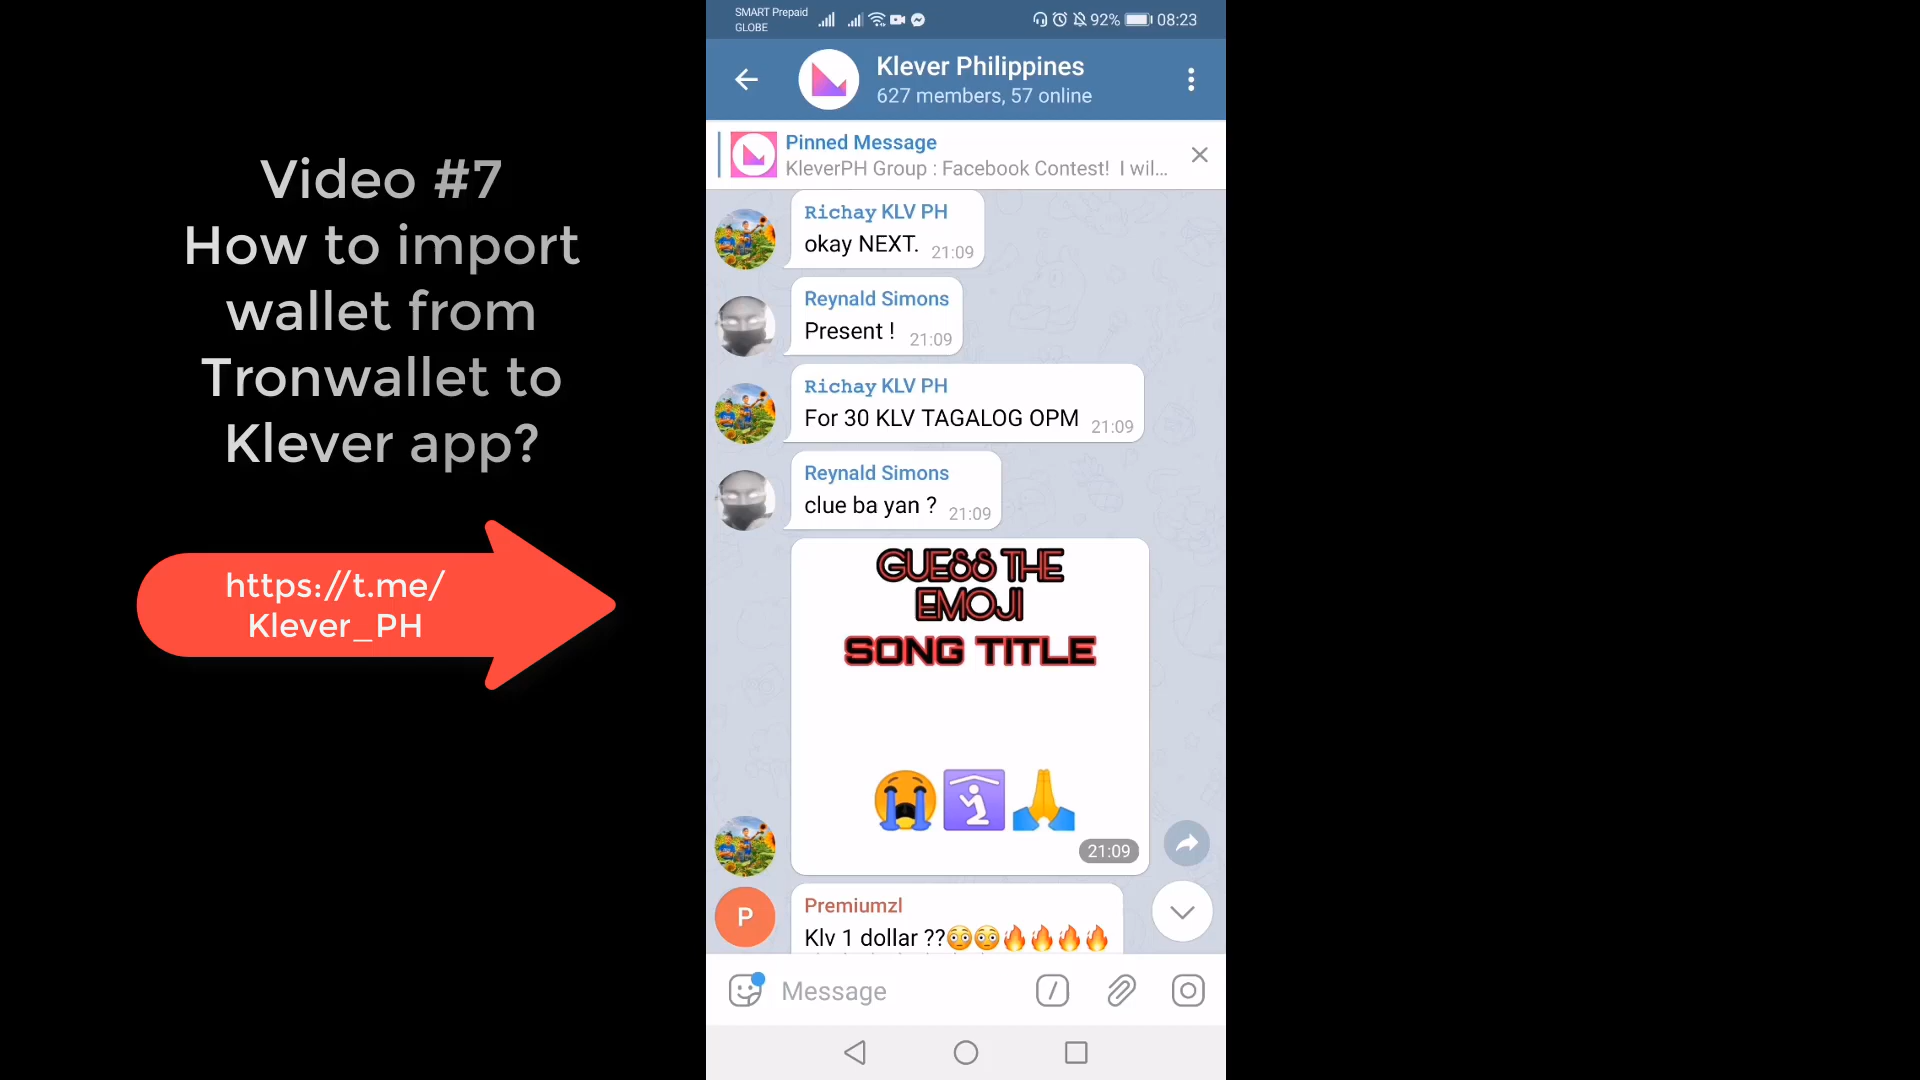 Video #7
How to import
wallet from
Tronwallet to
Klever app?
https://t.me/
Klever_PH
SMART Prepaid
GLOBE
92%
08:23
Klever Philippines
627 members, 57 online
Pinned Message
KleverPH Group : Facebook Contest! I wil...
Richay KLV PH
okay NEXT. 21:09
Reynald Simons
Present ! 21:09
Richay KLV PH
For 30 KLV TAGALOG OPM 21:09
Reynald Simons
clue ba yan ? 21:09
GUESS THE
EMOJI
SONG TITLE
21:09
P
Premiumzl
Klv 1 dollar ??😳😳🔥🔥🔥🔥
Message